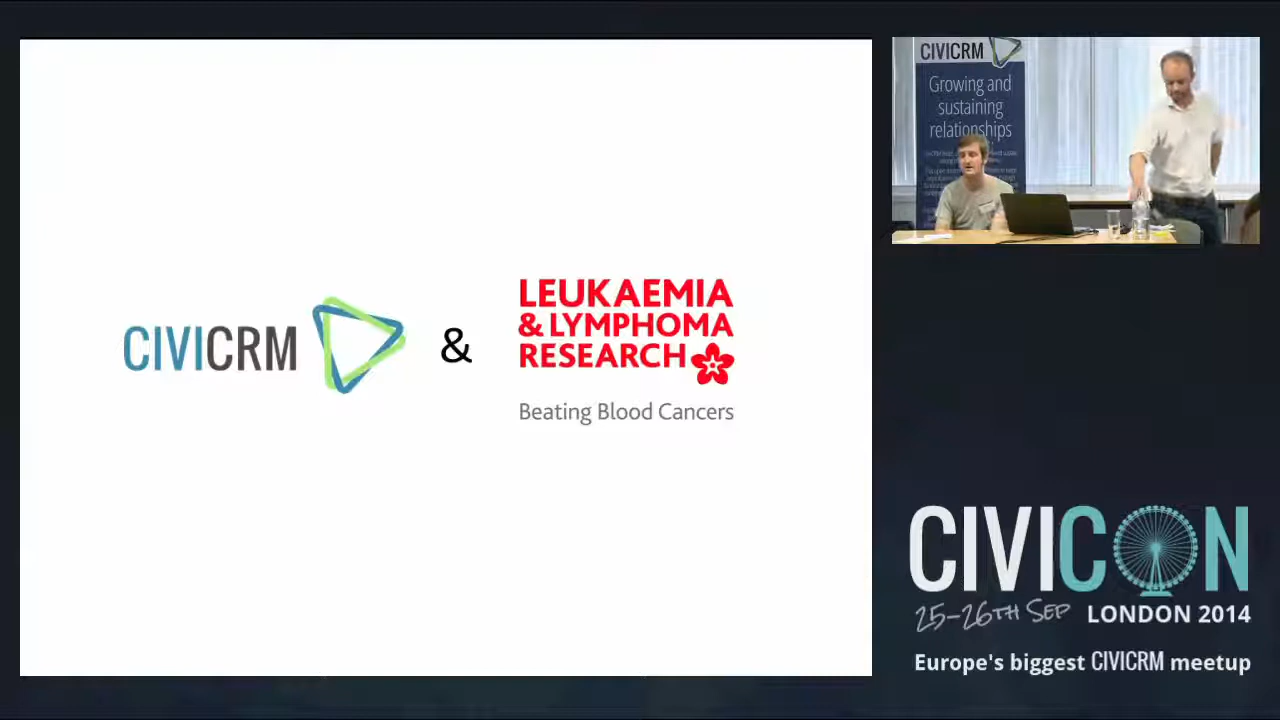 CIVICRM
&
LEUKAEMIA
& LYMPHOMA
RESEARCH
Beating Blood Cancers
CIVICRM
Growing and
sustaining
relationships
CIVICON
25-26TH SEP LONDON 2014
Europe's biggest CIVICRM meetup